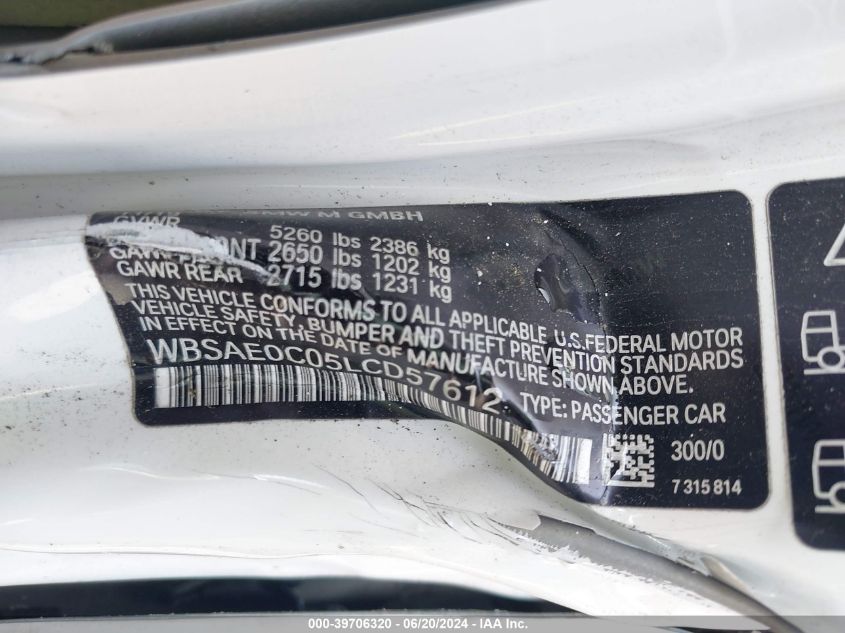 BMW M GMBH
GVWR 5260 lbs 2386 kg
GAWR FRONT 2650 lbs 1202 kg
GAWR REAR 2715 lbs 1231 kg
THIS VEHICLE CONFORMS TO ALL APPLICABLE U.S.FEDERAL MOTOR
VEHICLE SAFETY, BUMPER AND THEFT PREVENTION STANDARDS
IN EFFECT ON THE DATE OF MANUFACTURE SHOWN ABOVE.
WBSAE0C05LCD57612 TYPE: PASSENGER CAR
300/0
7 315 814
000-39706320 - 06/20/2024 - IMAGE 9